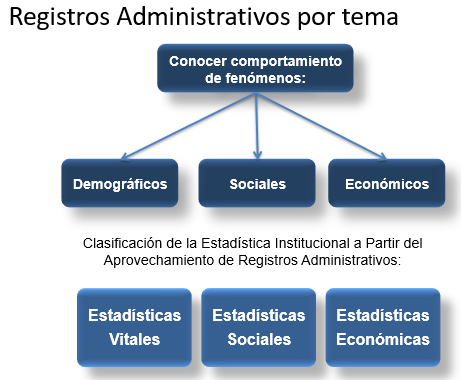 Registros Administrativos por tema
Conocer comportamiento
de fenómenos:
Demográficos
Sociales
Económicos
Clasificación de la Estadística Institucional a Partir del
Aprovechamiento de Registros Administrativos:
Estadísticas
Vitales
Estadísticas
Sociales
Estadísticas
Económicas